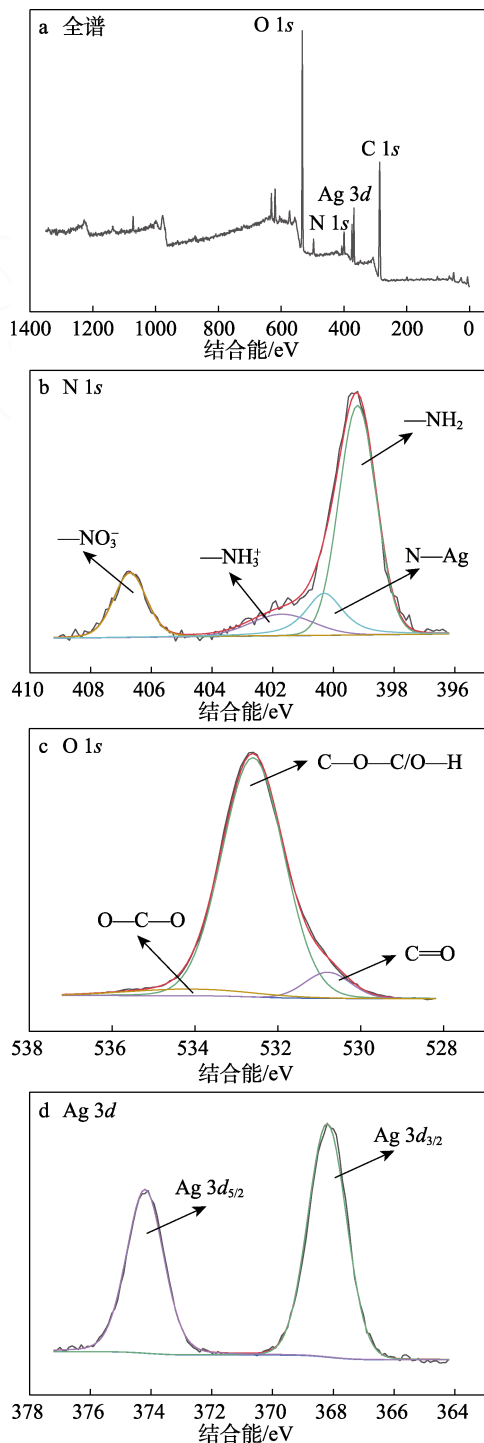 a 全谱
O 1s
C 1s
Ag 3d
N 1s
1400 1200 1000 800 600 400 200 0
结合能/eV
b N 1s
—NH₂
—NO₃⁻
—NH₃⁺
N—Ag
410 408 406 404 402 400 398 396
结合能/eV
c O 1s
C—O—C/O—H
O—C—O
C=O
538 536 534 532 530 528
结合能/eV
d Ag 3d
Ag 3d₃/₂
Ag 3d₅/₂
378 376 374 372 370 368 366 364
结合能/eV